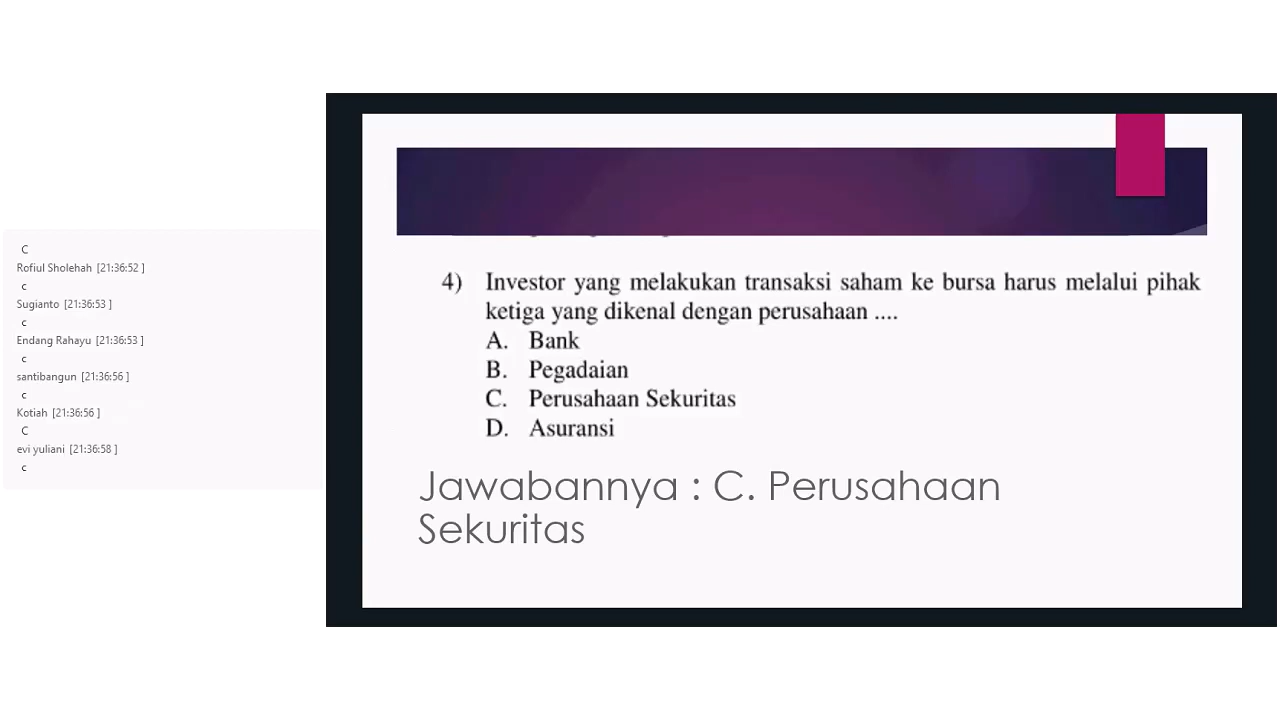 C
Rofiul Sholehah [21:36:52 ]
c
Sugianto [21:36:53 ]
c
Endang Rahayu [21:36:53 ]
c
santibangun [21:36:56 ]
c
Kotiah [21:36:56 ]
C
evi yuliani [21:36:58 ]
c
4) Investor yang melakukan transaksi saham ke bursa harus melalui pihak
ketiga yang dikenal dengan perusahaan ....
A. Bank
B. Pegadaian
C. Perusahaan Sekuritas
D. Asuransi
Jawabannya : C. Perusahaan
Sekuritas